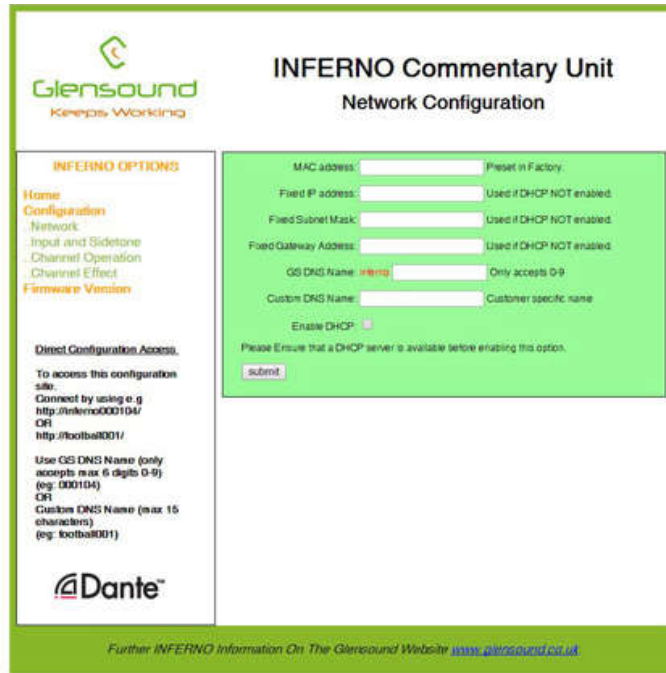 Glensound
Keeps Working
INFERNO Commentary Unit
Network Configuration
INFERNO OPTIONS
Home
Configuration
..Network
..Input and Sidetone
..Channel Operation
..Channel Effect
Firmware Version
Direct Configuration Access.
To access this configuration
site.
Connect by using e.g
http://inferno000104/
OR
http://football001/
Use GS DNS Name (only
accepts max 6 digits 0-9)
(eg: 000104)
OR
Custom DNS Name (max 15
characters)
(eg: football001)
Dante™
MAC address: Preset in Factory.
Fixed IP address: Used if DHCP NOT enabled.
Fixed Subnet Mask: Used if DHCP NOT enabled.
Fixed Gateway Address: Used if DHCP NOT enabled.
GS DNS Name: inferno Only accepts 0-9
Custom DNS Name: Customer specific name
Enable DHCP:
Please Ensure that a DHCP server is available before enabling this option.
submit
Further INFERNO Information On The Glensound Website www.glensound.co.uk